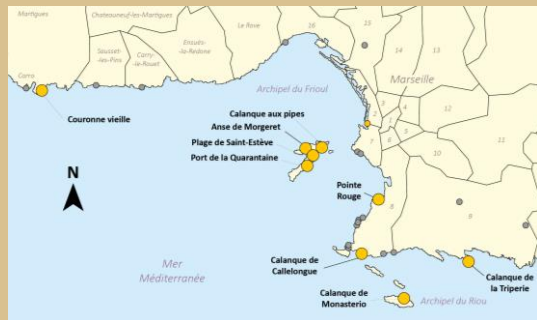 Martigues
Chateauneuf-les-Martigues
Le Rove
16
15
14
13
Sausset-
les-Pins
Carry-
le-Rouet
Ensuès-
la-Redonne
Carro
Couronne vieille
Archipel du Frioul
Marseille
Calanque aux pipes
Anse de Morgeret
Plage de Saint-Estève
Port de la Quarantaine
3
2
1
4
5
6
7
12
11
10
N
Pointe
Rouge
8
9
Mer
Méditerranée
Calanque de
Callelongue
Calanque de
la Triperie
Calanque de
Monasterio
Archipel du Riou